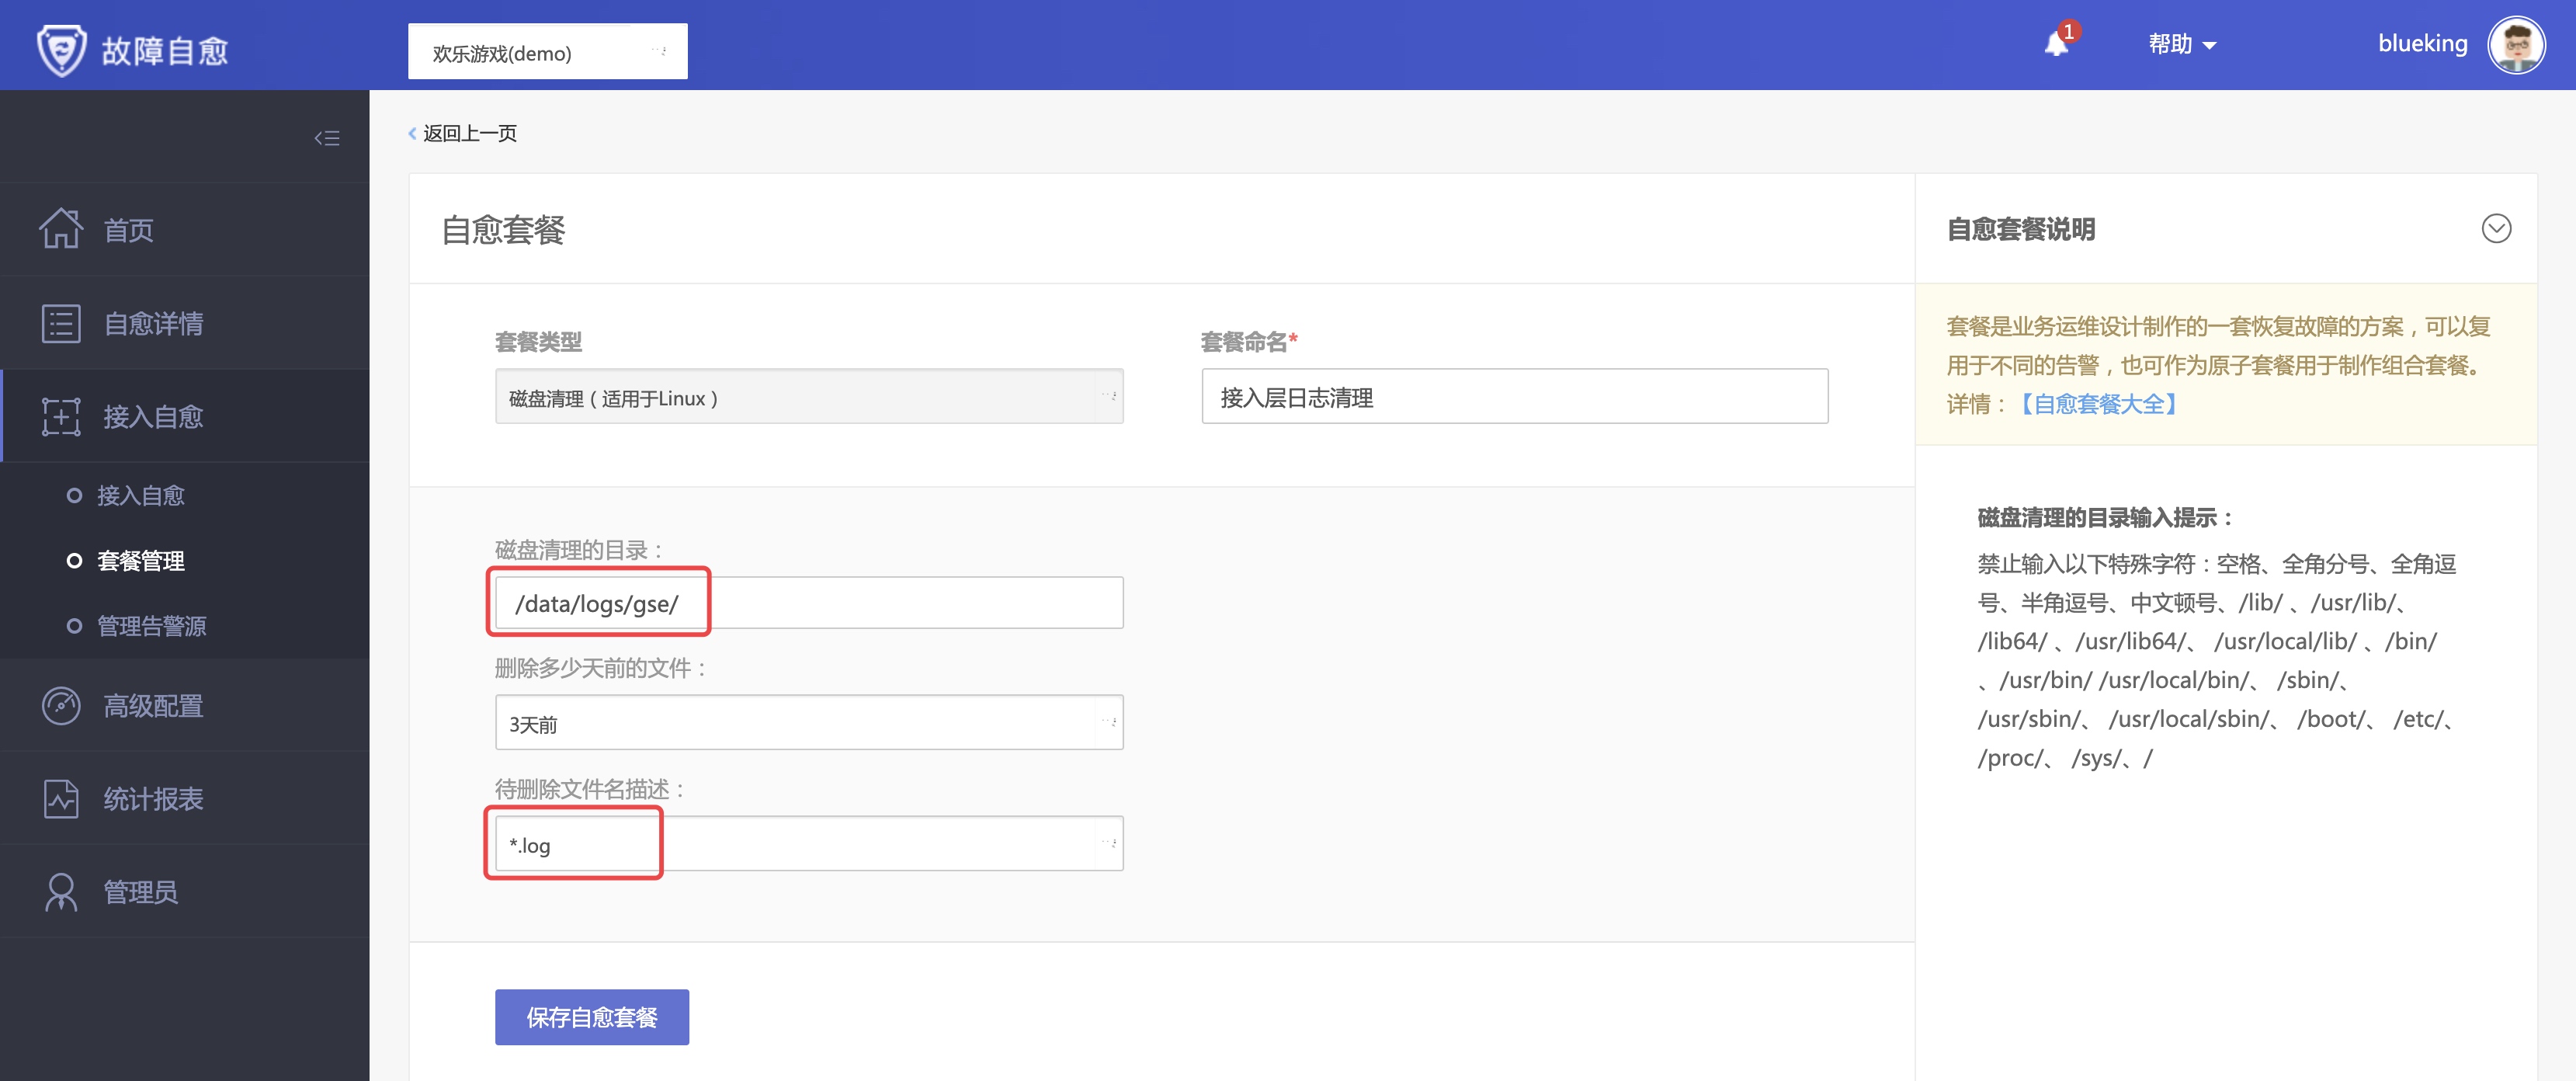 故障自愈
欢乐游戏(demo)
1
帮助
blueking
返回上一页
首页
自愈详情
接入自愈
接入自愈
套餐管理
管理告警源
高级配置
统计报表
管理员
自愈套餐
套餐类型
套餐命名*
磁盘清理（适用于Linux）
接入层日志清理
磁盘清理的目录：
/data/logs/gse/
删除多少天前的文件：
3天前
待删除文件名描述：
*.log
保存自愈套餐
自愈套餐说明
套餐是业务运维设计制作的一套恢复故障的方案，可以复
用于不同的告警，也可作为原子套餐用于制作组合套餐。
详情：【自愈套餐大全】
磁盘清理的目录输入提示：
禁止输入以下特殊字符：空格、全角分号、全角逗
号、半角逗号、中文顿号、/lib/ 、/usr/lib/、
/lib64/ 、/usr/lib64/、 /usr/local/lib/ 、/bin/
、/usr/bin/ /usr/local/bin/、 /sbin/、
/usr/sbin/、 /usr/local/sbin/、 /boot/、 /etc/、
/proc/、 /sys/、/